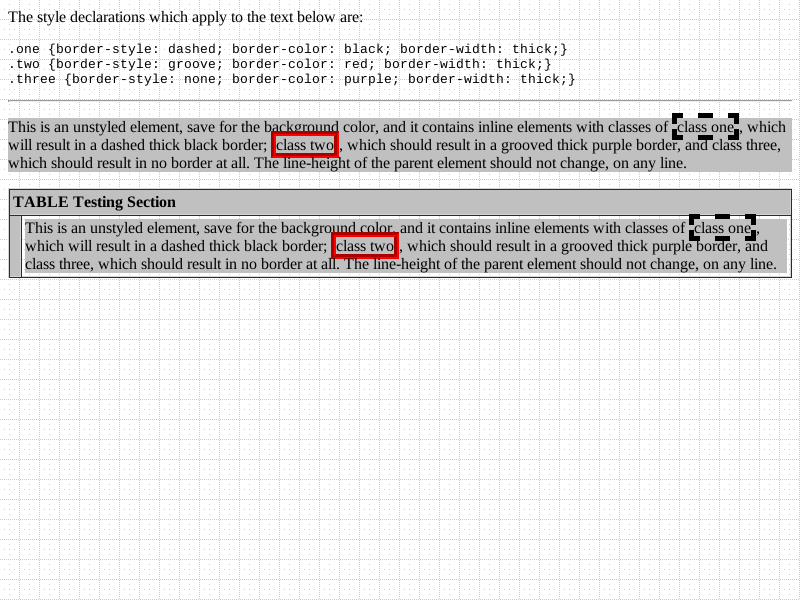 The style declarations which apply to the text below are:
.one {border-style: dashed; border-color: black; border-width: thick;}
.two {border-style: groove; border-color: red; border-width: thick;}
.three {border-style: none; border-color: purple; border-width: thick;}
This is an unstyled element, save for the background color, and it contains inline elements with classes of class one, which
will result in a dashed thick black border; class two, which should result in a grooved thick purple border, and class three,
which should result in no border at all. The line-height of the parent element should not change, on any line.
TABLE Testing Section
This is an unstyled element, save for the background color, and it contains inline elements with classes of class one,
which will result in a dashed thick black border; class two, which should result in a grooved thick purple border, and
class three, which should result in no border at all. The line-height of the parent element should not change, on any line.